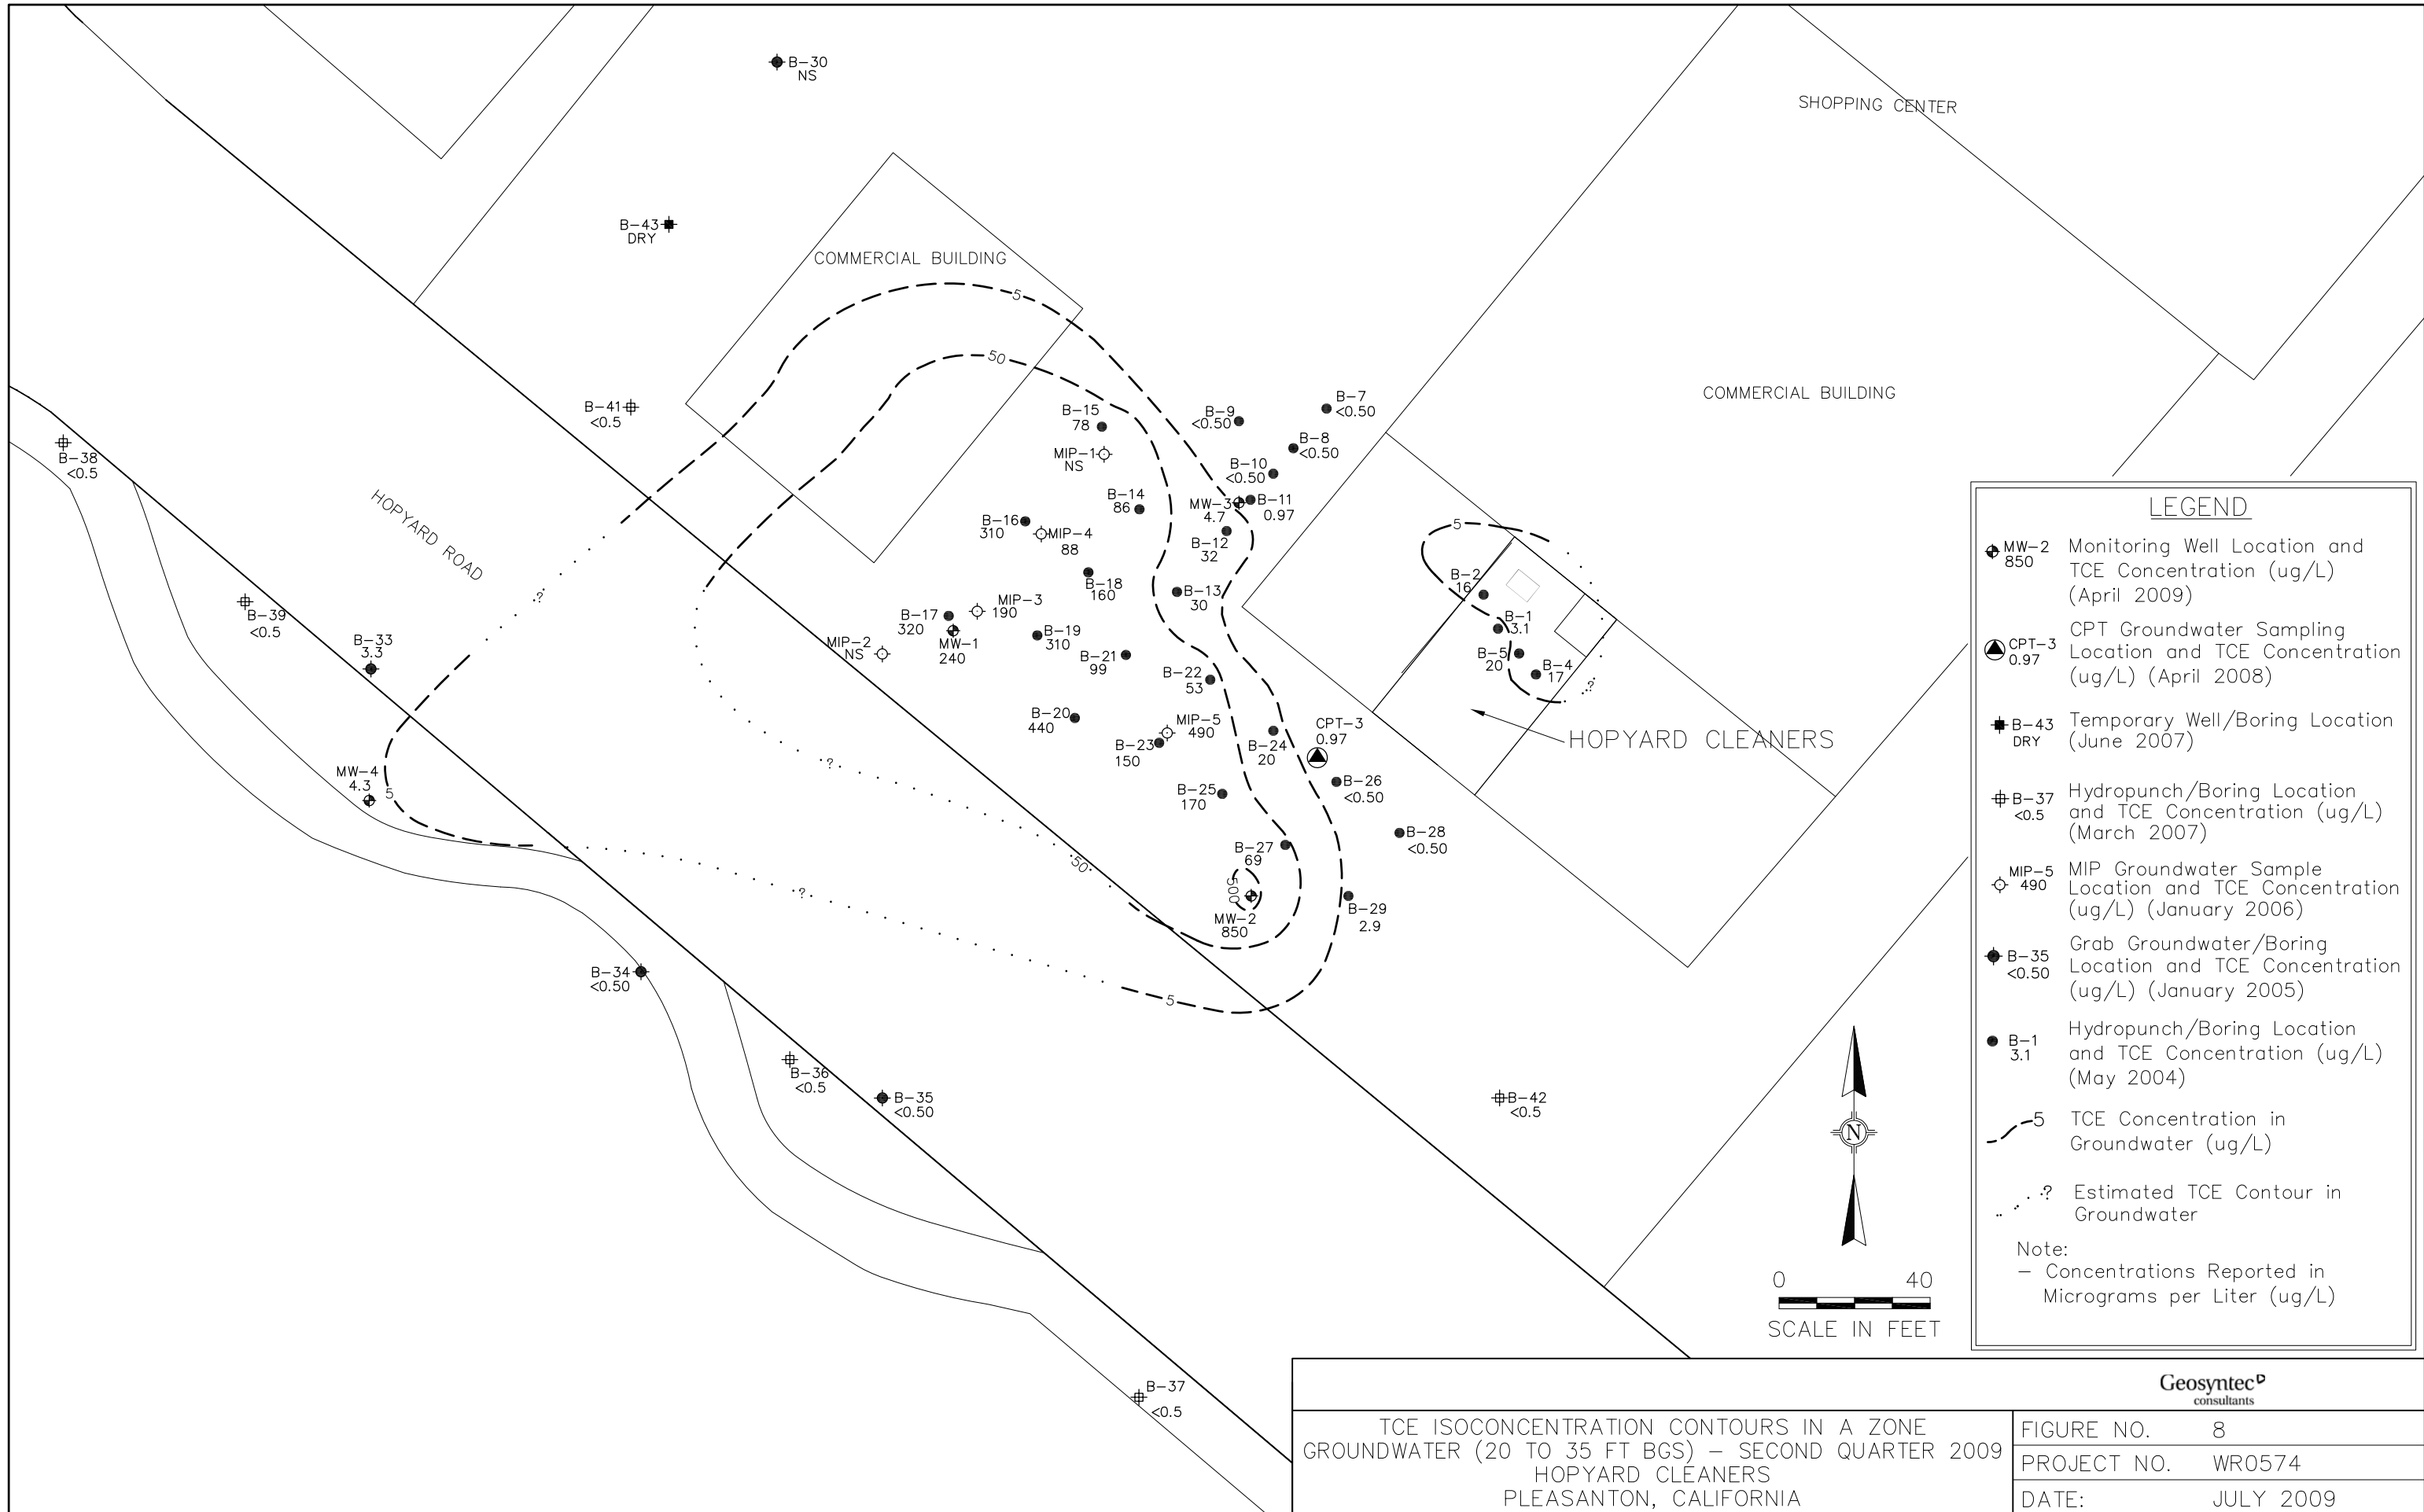 B-30
NS
SHOPPING CENTER
B-43
DRY
COMMERCIAL BUILDING
5
50
COMMERCIAL BUILDING
B-41
<0.5
B-15
78
B-9
<0.50
B-7
<0.50
B-38
<0.5
MIP-1
NS
B-8
<0.50
B-10
<0.50
HOPYARD ROAD
B-14
86
MW-3
4.7
B-11
0.97
B-16
310
MIP-4
88
B-12
32
5
B-2
16
B-18
160
B-13
30
?
B-39
<0.5
MIP-3
190
B-17
320
B-1
3.1
B-33
3.3
MIP-2
NS
MW-1
240
B-19
310
B-21
99
B-5
20
B-4
17
?
B-22
53
B-20
440
MIP-5
490
B-23
150
B-24
20
CPT-3
0.97
HOPYARD CLEANERS
MW-4
4.3
5
?
B-25
170
B-26
<0.50
B-28
<0.50
B-27
69
50
?
500
MW-2
850
B-29
2.9
B-34
<0.50
5
B-36
<0.5
B-35
<0.50
B-42
<0.5
B-37
<0.5
N
0 40
SCALE IN FEET
LEGEND
MW-2
850
Monitoring Well Location and
TCE Concentration (ug/L)
(April 2009)
CPT-3
0.97
CPT Groundwater Sampling
Location and TCE Concentration
(ug/L) (April 2008)
B-43
DRY
Temporary Well/Boring Location
(June 2007)
B-37
<0.5
Hydropunch/Boring Location
and TCE Concentration (ug/L)
(March 2007)
MIP-5
490
MIP Groundwater Sample
Location and TCE Concentration
(ug/L) (January 2006)
B-35
<0.50
Grab Groundwater/Boring
Location and TCE Concentration
(ug/L) (January 2005)
B-1
3.1
Hydropunch/Boring Location
and TCE Concentration (ug/L)
(May 2004)
5
TCE Concentration in
Groundwater (ug/L)
?
Estimated TCE Contour in
Groundwater
Note:
- Concentrations Reported in
Micrograms per Liter (ug/L)
Geosyntec
consultants
TCE ISOCONCENTRATION CONTOURS IN A ZONE
GROUNDWATER (20 TO 35 FT BGS) - SECOND QUARTER 2009
HOPYARD CLEANERS
PLEASANTON, CALIFORNIA
FIGURE NO. 8
PROJECT NO. WR0574
DATE: JULY 2009